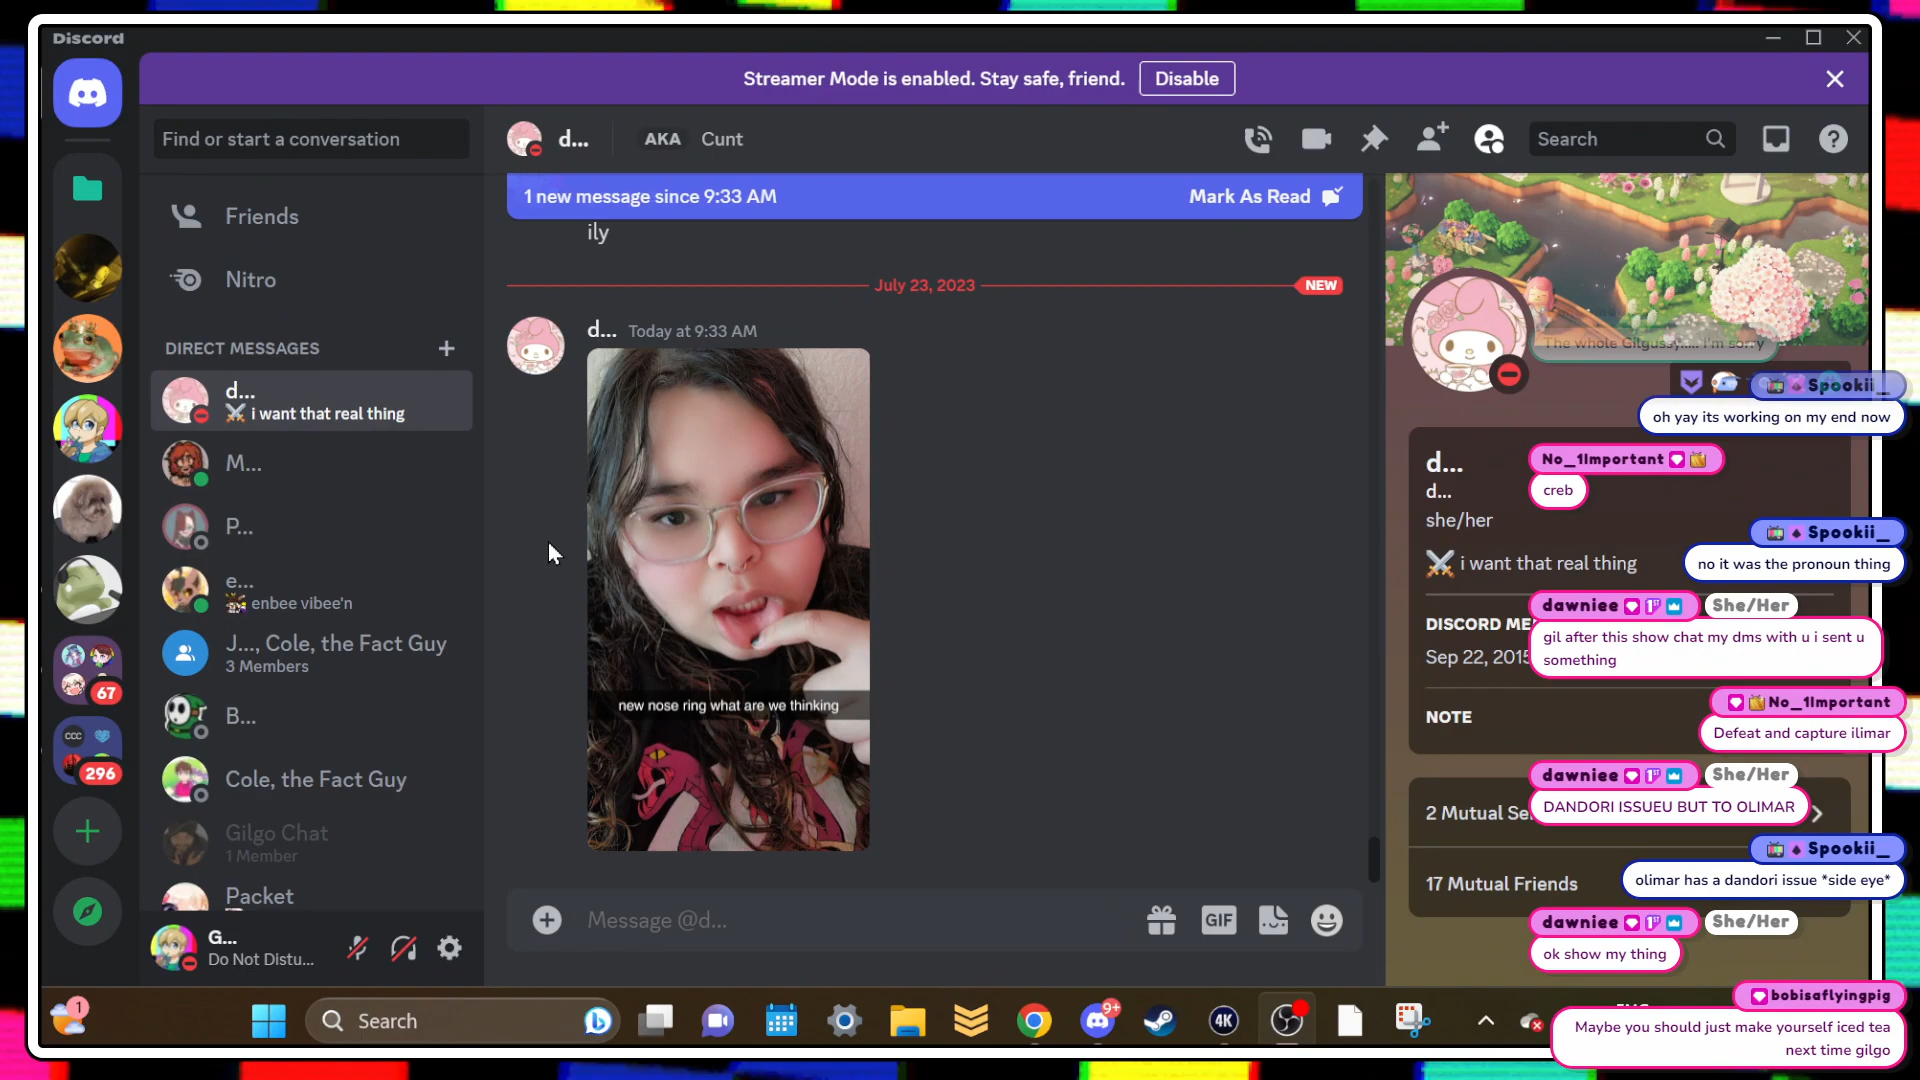 Discord
Streamer Mode is enabled. Stay safe, friend.
Disable
Find or start a conversation
d...
AKA
Cunt
Search
1 new message since 9:33 AM
Mark As Read
ily
Friends
Nitro
DIRECT MESSAGES
d...
i want that real thing
M...
P...
e...
enbee vibee'n
J..., Cole, the Fact Guy
3 Members
B...
Cole, the Fact Guy
Gilgo Chat
1 Member
Packet
G...
Do Not Distu...
67
CCC
296
July 23, 2023
NEW
d...
Today at 9:33 AM
new nose ring what are we thinking
Message @d...
GIF
d...
d...
she/her
i want that real thing
DISCORD ME
Sep 22, 2015
NOTE
2 Mutual Se
17 Mutual Friends
The whole Gilgussy..... I'm sorry
Spookii_
oh yay its working on my end now
No_1Important
creb
Spookii_
no it was the pronoun thing
dawniee
She/Her
gil after this show chat my dms with u i sent u
something
No_1Important
Defeat and capture ilimar
dawniee
She/Her
DANDORI ISSUEU BUT TO OLIMAR
Spookii_
olimar has a dandori issue *side eye*
dawniee
She/Her
ok show my thing
bobisaflyingpig
Maybe you should just make yourself iced tea
next time gilgo
1
Search
9+
4K